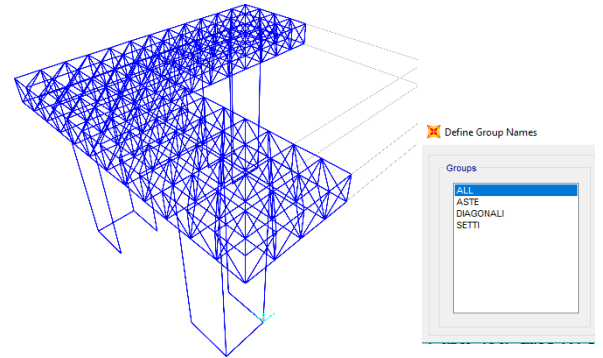 Define Group Names
Groups
ALL
ASTE
DIAGONALI
SETTI